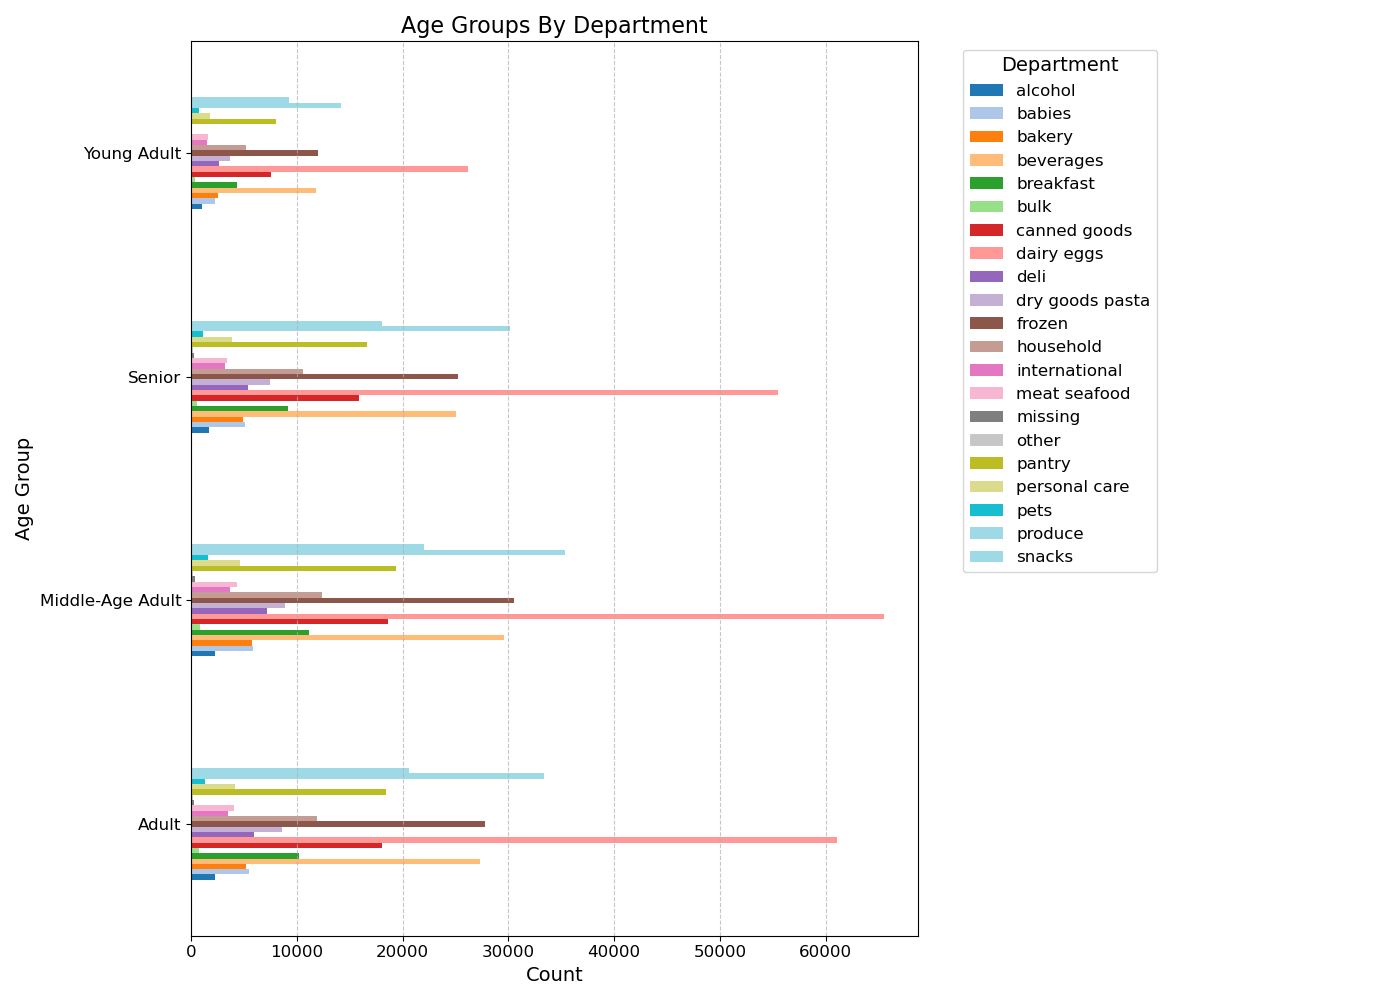 Age Groups By Department
Young Adult
Senior
Middle-Age Adult
Adult
Age Group
0 10000 20000 30000 40000 50000 60000
Count
Department
alcohol
babies
bakery
beverages
breakfast
bulk
canned goods
dairy eggs
deli
dry goods pasta
frozen
household
international
meat seafood
missing
other
pantry
personal care
pets
produce
snacks